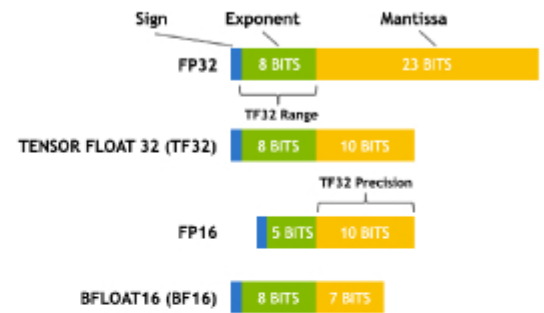 Sign Exponent Mantissa
FP32 8 BITS 23 BITS
TF32 Range
TENSOR FLOAT 32 (TF32) 8 BITS 10 BITS
TF32 Precision
FP16 5 BITS 10 BITS
BFLOAT16 (BF16) 8 BITS 7 BITS